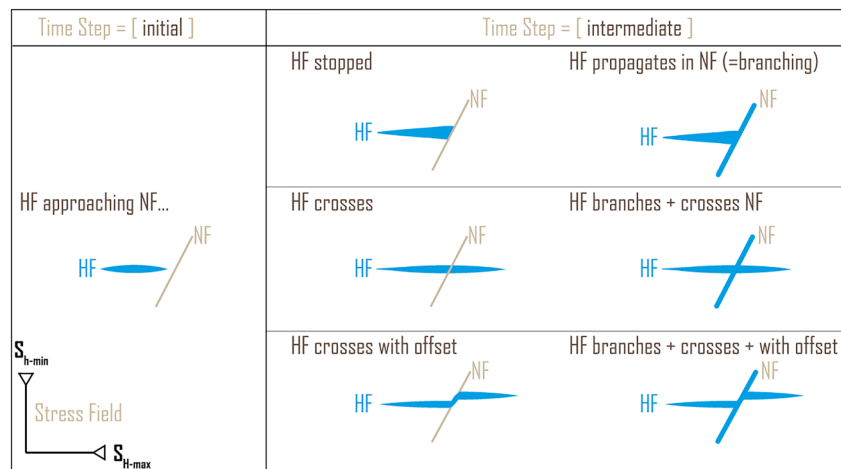 Time Step = [ initial ]
Time Step = [ intermediate ]
HF stopped
HF propagates in NF (=branching)
NF
HF
NF
HF
HF approaching NF...
NF
HF
HF crosses
NF
HF
HF branches + crosses NF
NF
HF
HF crosses with offset
NF
HF
HF branches + crosses + with offset
NF
HF
Sh-min
Stress Field
SH-max